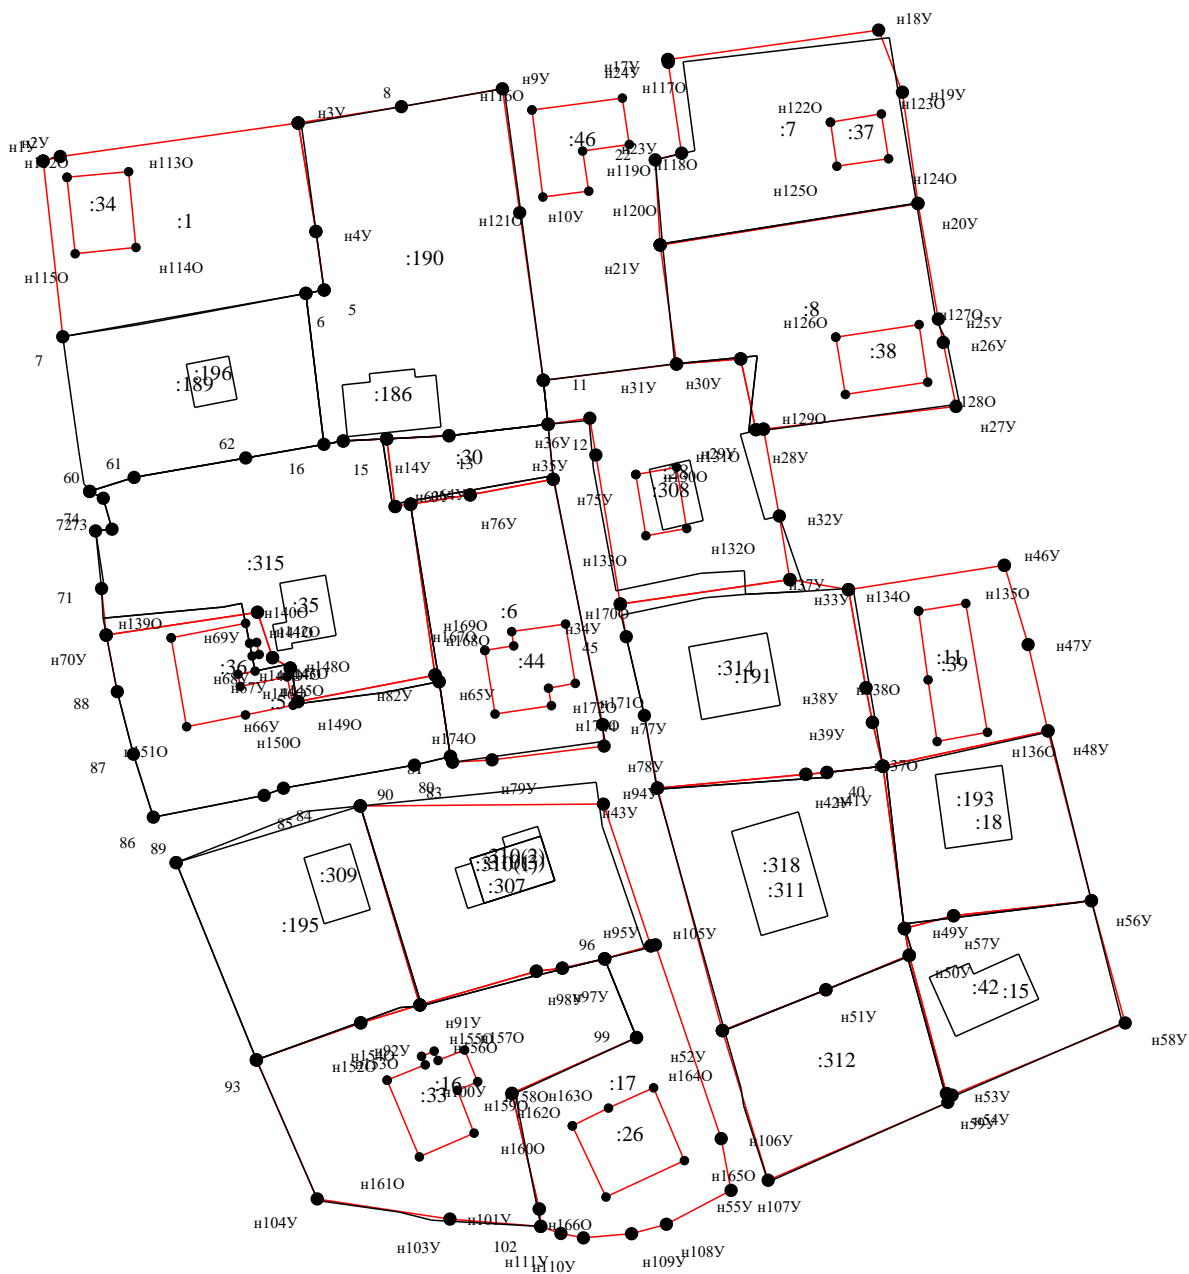 н18У
н17У
н24У
8
н9У
н116О
н117О
н19У
н123О
н3У
н122О
:7
:37
:46
н1У
н2У
н112О
н113О
н23У
22
н118О
н119О
:34
:1
н125О
н124О
н10У
н120О
н121О
н20У
н4У
н21У
:190
н115О
н114О
5
6
:8
н126О
н127О
н25У
н26У
7
:38
:196
:189
:186
11
н31У
н30У
128О
н27У
н129О
62
16
15
н14У
:30
13
н36У
12
н29У
н131О
н28У
61
60
н35У
н75У
н130О
:308
74
7273
н76У
н32У
:315
71
н133О
н132О
н37У
н46У
:35
:6
н33У
н134О
н135О
н139О
н140О
н69У
н169О
н168О
н167О
н34У
н170О
45
н47У
н70У
:36
н148О
:44
:314
:191
:11
:39
н68У
н67У
88
н82У
н65У
н38У
138О
н149О
н66У
н150О
н172О
н171О
н77У
н39У
н48У
н136О
н151О
87
н174О
81
80
83
н79У
н78У
н94У
137О
40
н41У
н42У
:193
:18
86
85
84
90
н43У
89
:309
:307
:318
:311
:195
н95У
96
н105У
н49У
н57У
н56У
н50У
:42
:15
н98У
н97У
н91У
н51У
н92У
н154О
н153О
н152О
н155О
н156О
н157О
99
н52У
:312
н58У
93
:16
:33
н100У
:17
н164О
н163О
н158О
н159О
н162О
н53У
н54У
н59У
:26
н160О
н106У
н161О
н165О
н55У
н107У
н104У
н101У
н103У
102
н166О
н111У
н110У
н109У
н108У